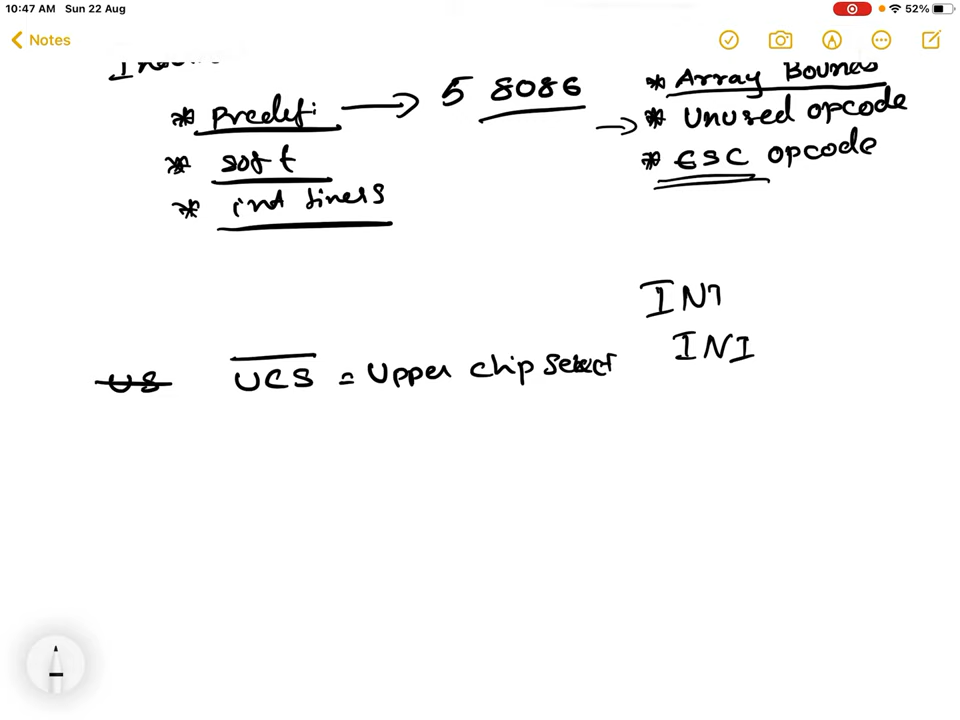 10:47 AM Sun 22 Aug
52%
Notes
* Predefi → 5 8086
* soft
* int
* Array Bounds
→ * Unused opcode
* ESC opcode
INT
INI
US
UCS = Upper chip Select